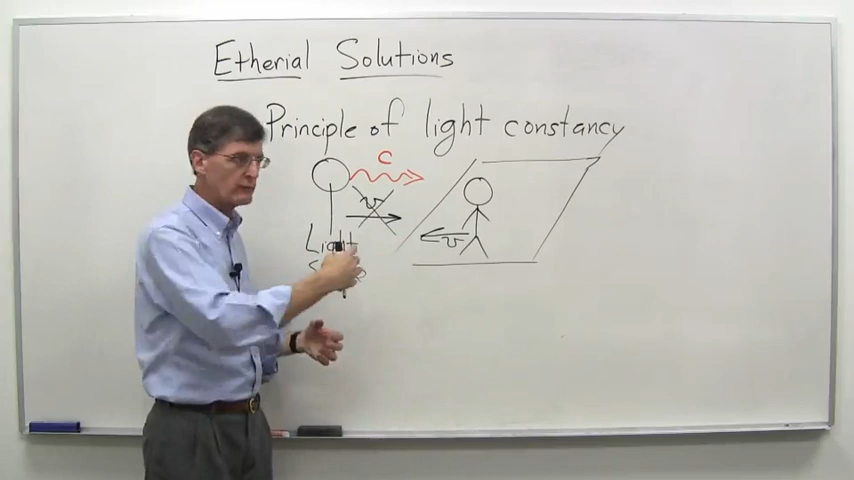 Etherial Solutions
Principle of light constancy
c
v
v
Light